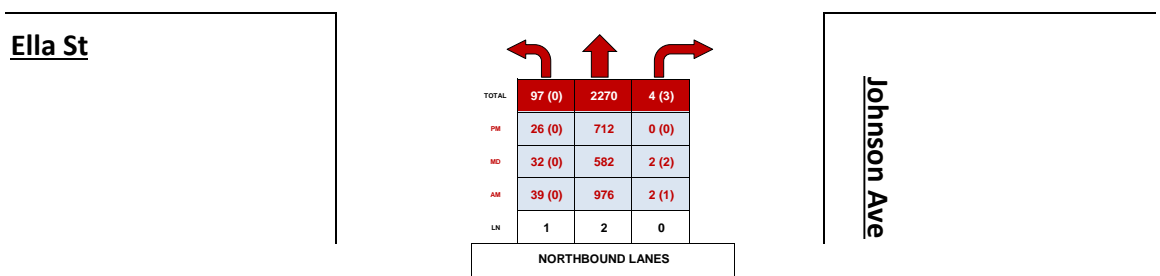 Ella St
TOTAL 97 (0) 2270 4 (3)
PM 26 (0) 712 0 (0)
MD 32 (0) 582 2 (2)
AM 39 (0) 976 2 (1)
LN 1 2 0
NORTHBOUND LANES
Johnson Ave